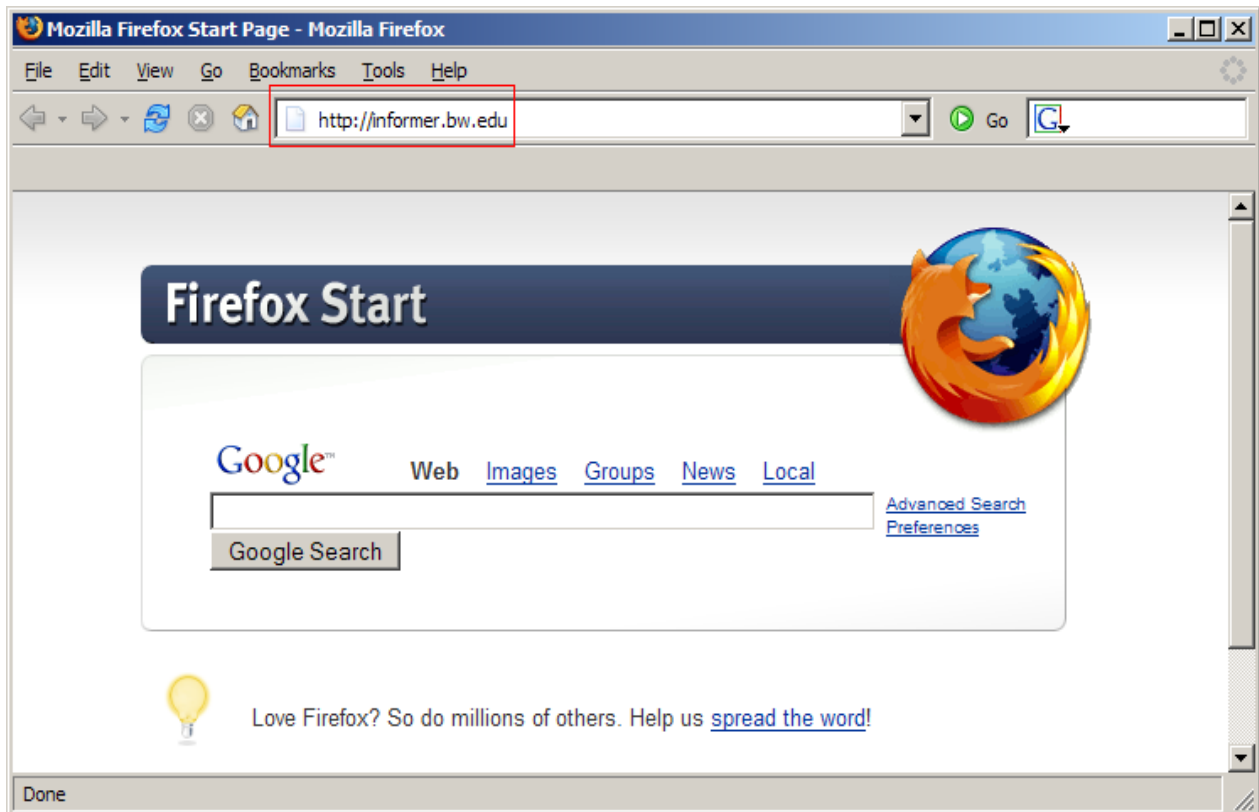 Mozilla Firefox Start Page - Mozilla Firefox
File Edit View Go Bookmarks Tools Help
http://informer.bw.edu Go G
Firefox Start
Google™ Web Images Groups News Local
Advanced Search
Preferences
Google Search
Love Firefox? So do millions of others. Help us spread the word!
Done